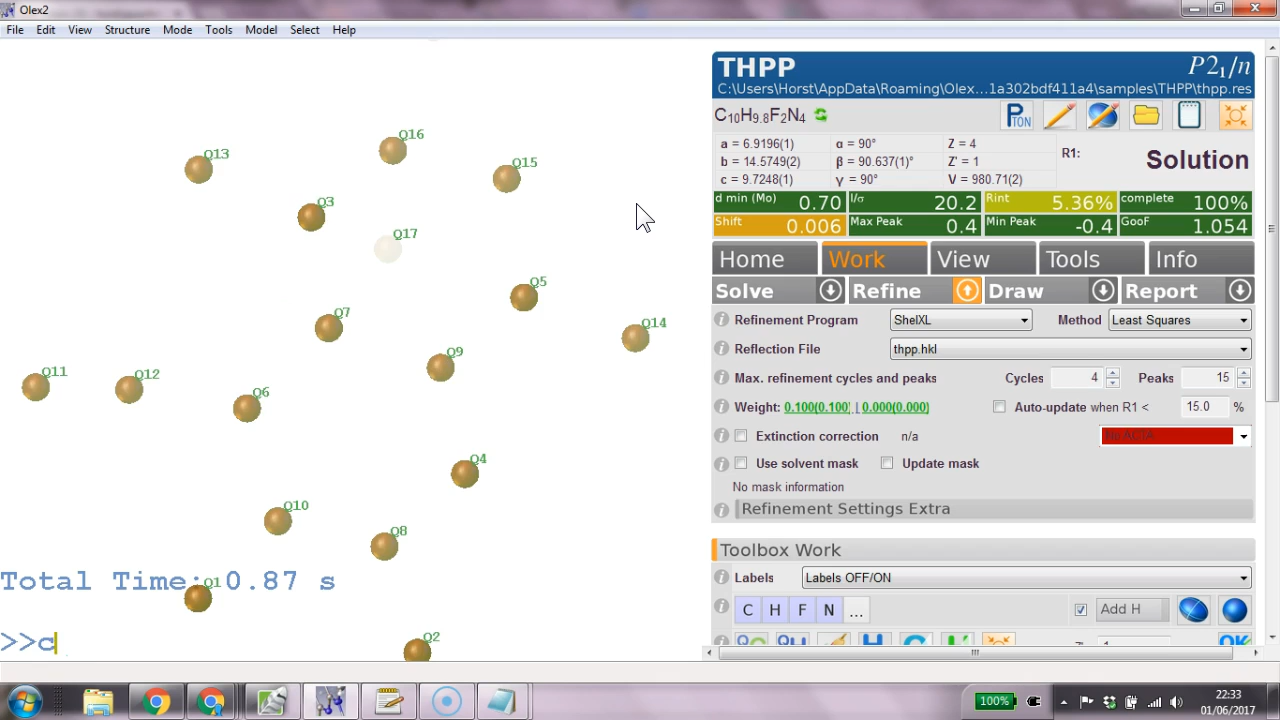 Olex2
File Edit View Structure Mode Tools Model Select Help
Q16
Q13
Q15
Q3
Q17
Q5
Q7
Q14
Q9
Q11
Q12
Q6
Q4
Q10
Q8
Q1
Q2
Total Time: 0.87 s
>>c
THPP P2₁/n
C:\Users\Horst\AppData\Roaming\Olex...1a302bdf411a4\samples\THPP\thpp.res
C₁₀H₉.₈F₂N₄
PTON
a = 6.9196(1) α = 90° Z = 4
b = 14.5749(2) β = 90.637(1)° Z' = 1
c = 9.7248(1) γ = 90° V = 980.71(2)
R1: Solution
d min (Mo) 0.70 I/σ 20.2 Rint 5.36% complete 100%
Shift 0.006 Max Peak 0.4 Min Peak -0.4 GooF 1.054
Home Work View Tools Info
Solve Refine Draw Report
Refinement Program ShelXL Method Least Squares
Reflection File thpp.hkl
Max. refinement cycles and peaks Cycles 4 Peaks 15
Weight: 0.100(0.100) | 0.000(0.000) Auto-update when R1 < 15.0 %
Extinction correction n/a No ACTA
Use solvent mask Update mask
No mask information
Refinement Settings Extra
Toolbox Work
Labels Labels OFF/ON
C H F N ... Add H
100%
22:33
01/06/2017